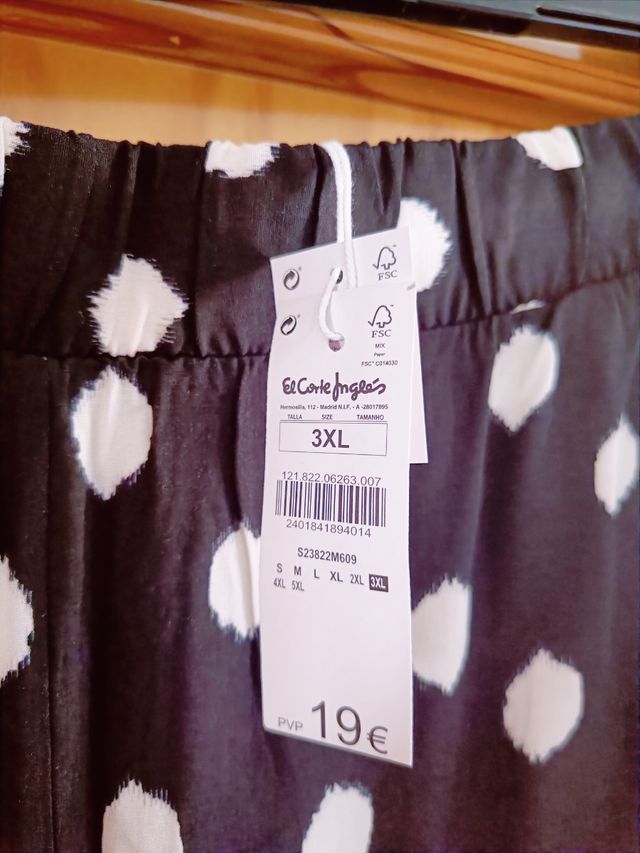 FSC
FSC
MIX
Paper
FSC® C014030
El Corte Inglés
Hermosilla, 112 - Madrid N.I.F. - A -28017895
TALLA SIZE TAMANHO
3XL
121.822.06263.007
2401841894014
S23822M609
S M L XL 2XL 3XL
4XL 5XL
PVP 19€